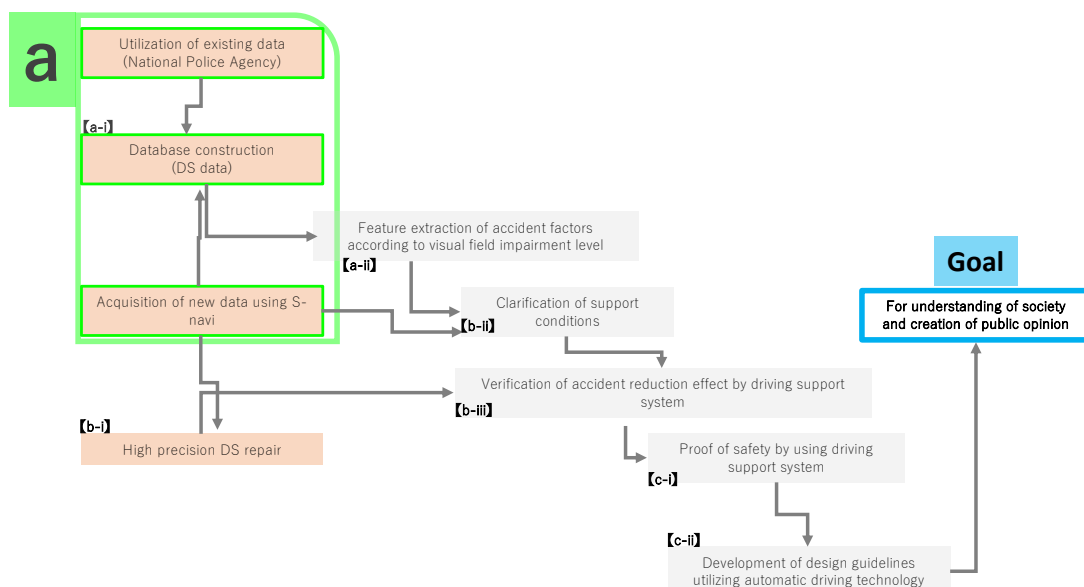 a
Utilization of existing data
(National Police Agency)
【a-i】
Database construction
(DS data)
Feature extraction of accident factors
according to visual field impairment level
【a-ii】
Acquisition of new data using S-
navi
Clarification of support
conditions
【b-ii】
Goal
For understanding of society
and creation of public opinion
Verification of accident reduction effect by driving support
system
【b-iii】
【b-i】
High precision DS repair
Proof of safety by using driving
support system
【c-i】
【c-ii】
Development of design guidelines
utilizing automatic driving technology